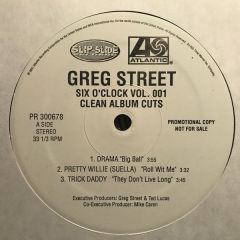 SLIP-N-SLIDE
RECORDS
ATLANTIC
GREG STREET
SIX O'CLOCK VOL. 001
CLEAN ALBUM CUTS
PR 300678
A SIDE
STEREO
33 1/3 RPM
PROMOTIONAL COPY
NOT FOR SALE
1. DRAMA "Big Ball" 3:55
2. PRETTY WILLIE (SUELLA) "Roll Wit Me" 3:52
3. TRICK DADDY "They Don't Live Long" 3:45
Executive Producers: Greg Street & Ted Lucas
Co-Executive Producer: Mike Caren